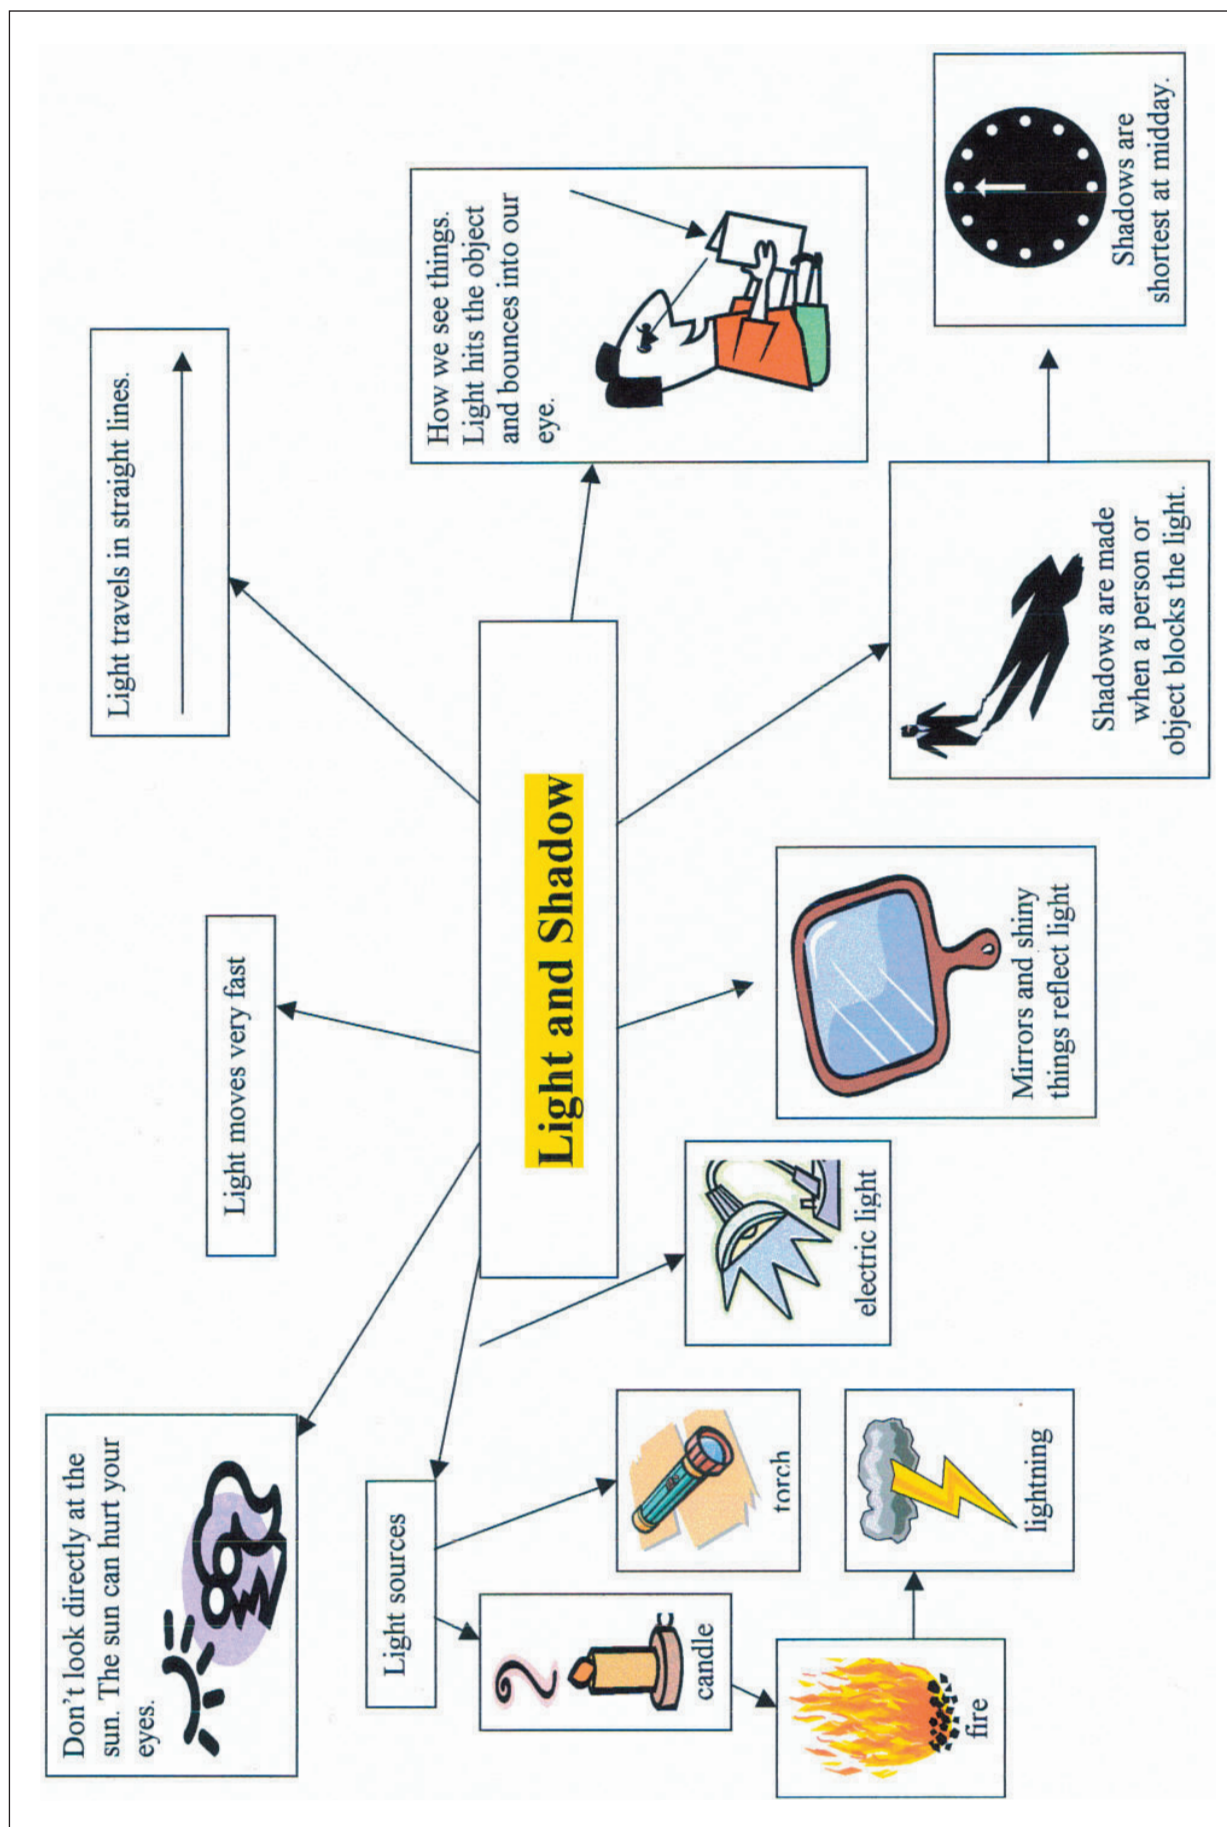 Don't look directly at the
sun. The sun can hurt your
eyes.
Light moves very fast
Light travels in straight lines.
Light sources
Light and Shadow
How we see things.
Light hits the object
and bounces into our
eye.
candle
torch
electric light
fire
lightning
Mirrors and shiny
things reflect light
Shadows are made
when a person or
object blocks the light.
Shadows are
shortest at midday.